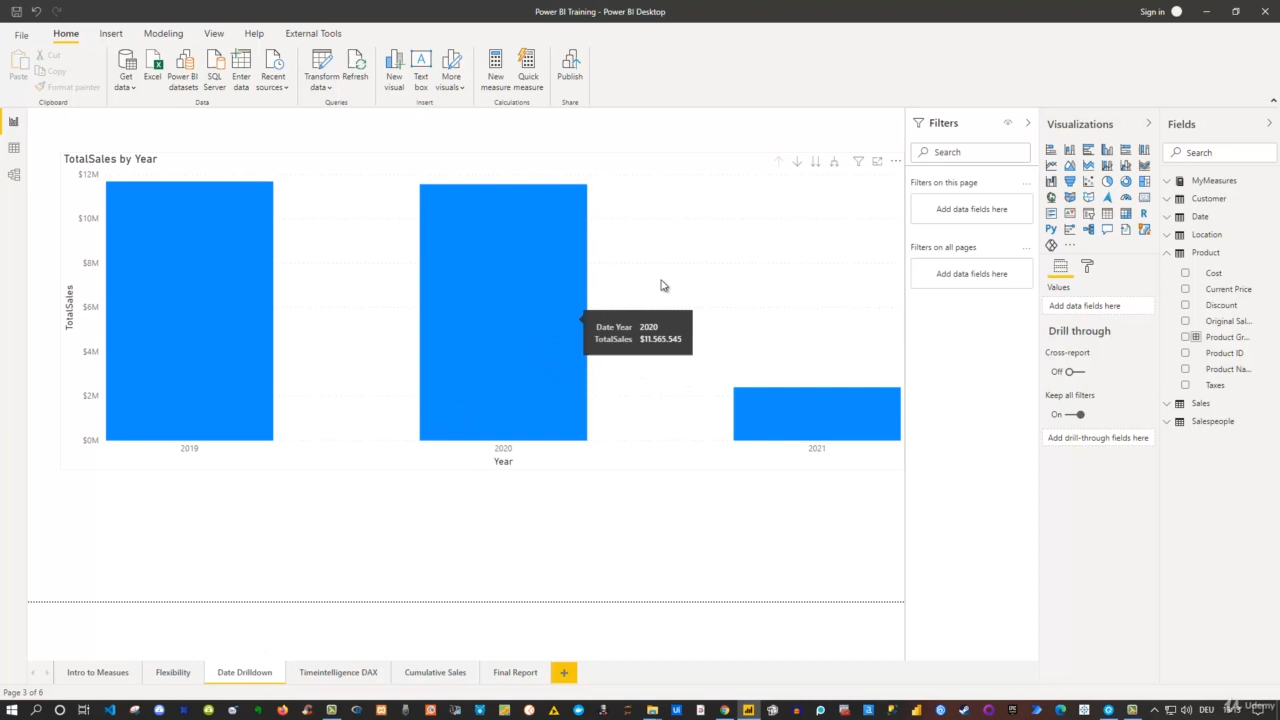 Power BI Training - Power BI Desktop
Sign in
File Home Insert Modeling View Help External Tools
Paste
Cut
Copy
Format painter
Clipboard
Get data
Excel
Power BI datasets
SQL Server
Enter data
Recent sources
Data
Transform data
Refresh
Queries
New visual
Text box
More visuals
Insert
New measure
Quick measure
Calculations
Publish
Share
TotalSales by Year
$12M
$10M
$8M
$6M
$4M
$2M
$0M
TotalSales
2019 2020 2021
Year
Date Year 2020
TotalSales $11.565.545
Filters
Search
Filters on this page
Add data fields here
Filters on all pages
Add data fields here
Visualizations
Values
Add data fields here
Drill through
Cross-report
Off
Keep all filters
On
Add drill-through fields here
Fields
Search
MyMeasures
Customer
Date
Location
Product
Cost
Current Price
Discount
Original Sal...
Product Gr...
Product ID
Product Na...
Taxes
Sales
Salespeople
Intro to Measues Flexibility Date Drilldown Timeintelligence DAX Cumulative Sales Final Report
Page 3 of 6
DEU
Udemy